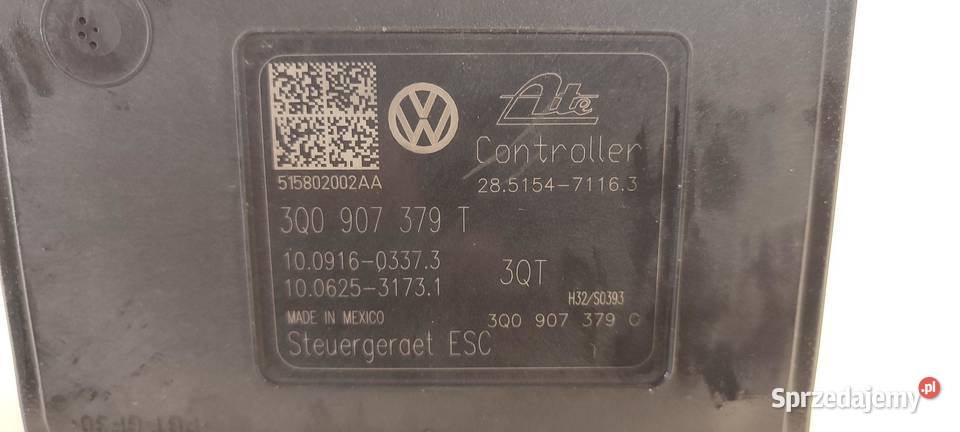 Ate
Controller
515802002AA
28.5154-7116.3
3Q0 907 379 T
10.0916-0337.3
10.0625-3173.1
3QT
H32/S0393
MADE IN MEXICO
3Q0 907 379 C
Steuergeraet ESC
Sprzedajemy.pl